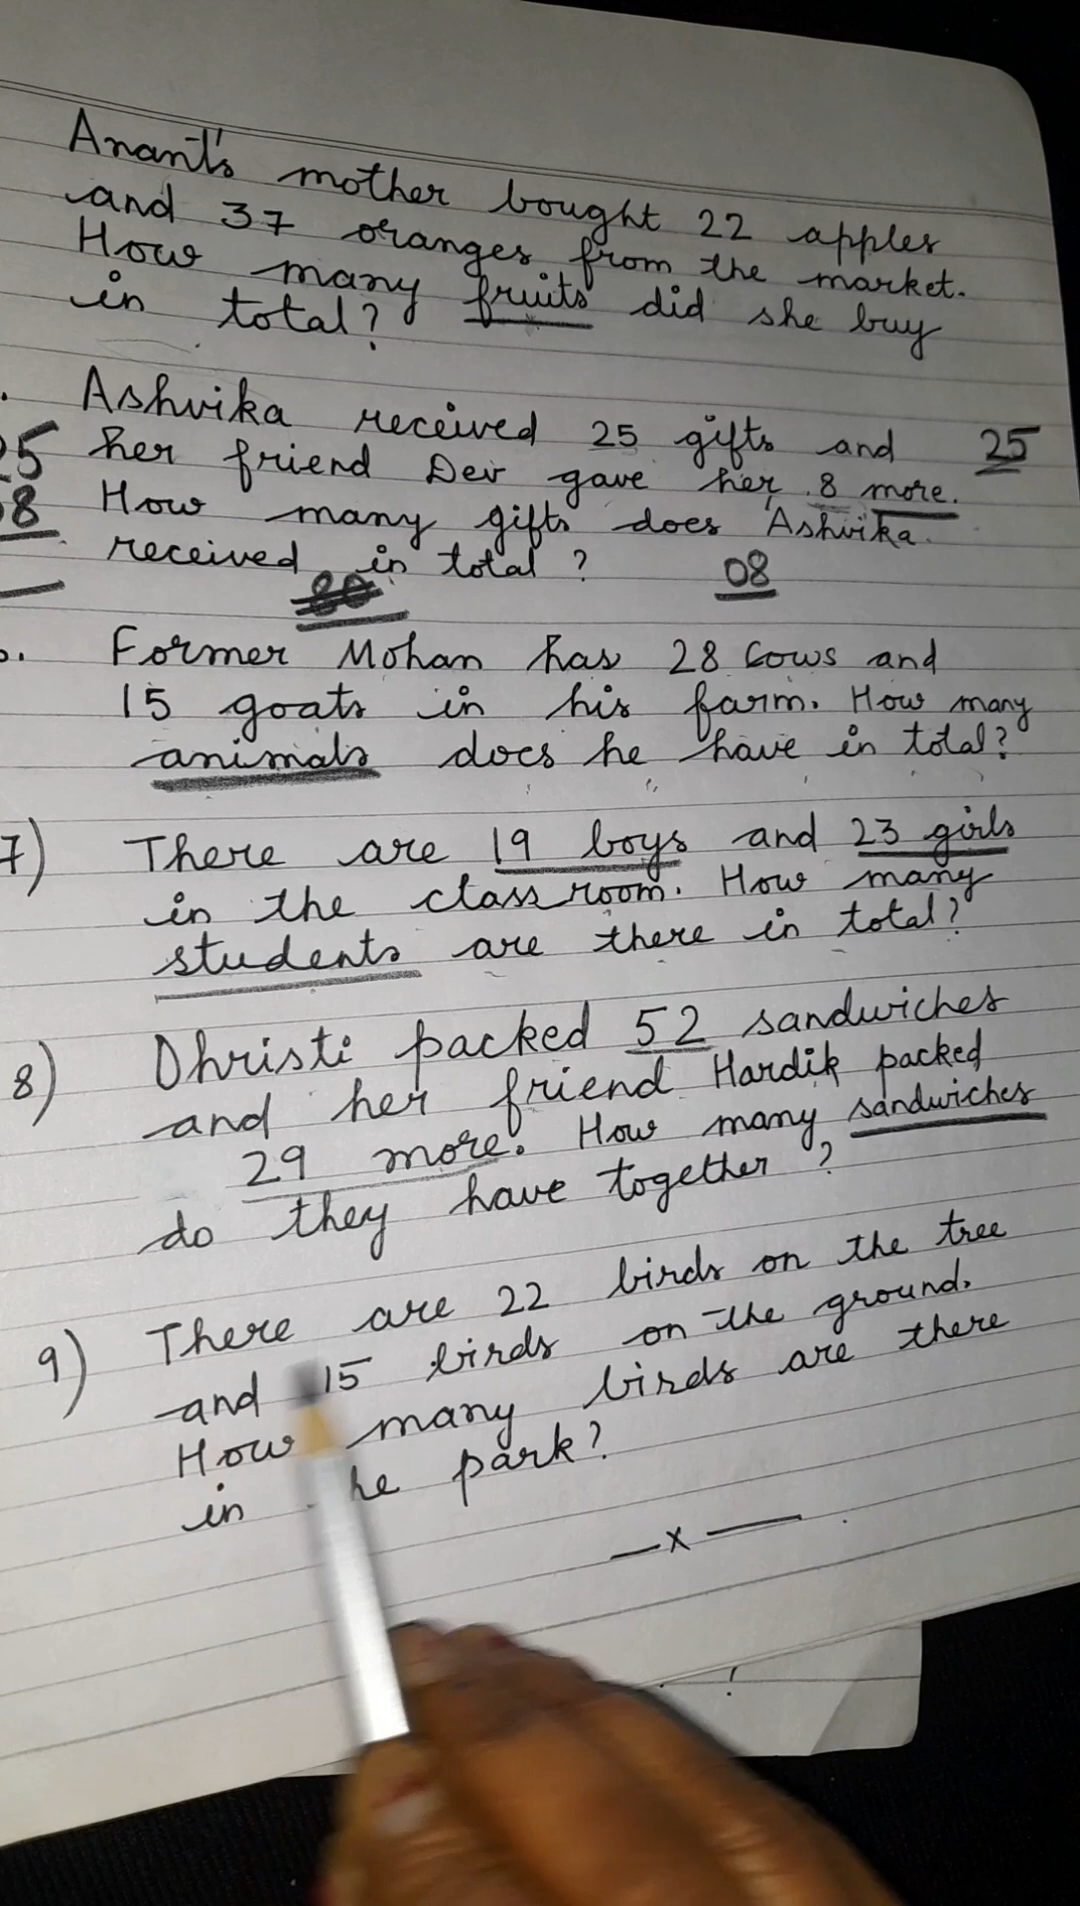 Anant's mother bought 22 apples
and 37 oranges from the market.
How many fruits did she buy
in total?
Ashvika received 25 gifts and 25
25 her friend Dev gave her 8 more.
08 How many gifts does Ashvika
received in total ? 08
Former Mohan has 28 cows and
15 goats in his farm. How many
animals does he have in total?
7) There are 19 boys and 23 girls
in the classroom. How many
students are there in total?
8) Dhristi packed 52 sandwiches
and her friend Hardik packed
29 more. How many sandwiches
do they have together ?
9) There are 22 birds on the tree
and 15 birds on the ground.
How many birds are there
in he park?
—x—